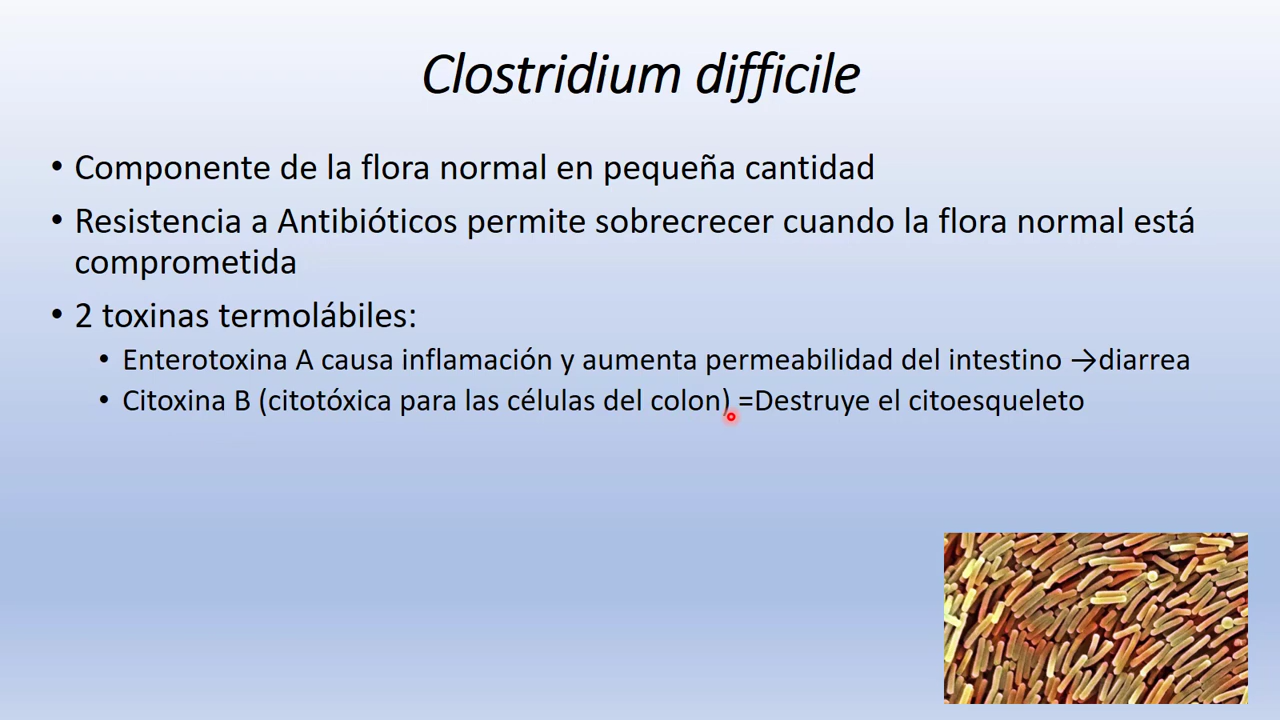 Clostridium difficile
• Componente de la flora normal en pequeña cantidad
• Resistencia a Antibióticos permite sobrecrecer cuando la flora normal está
comprometida
• 2 toxinas termolábiles:
• Enterotoxina A causa inflamación y aumenta permeabilidad del intestino →diarrea
• Citoxina B (citotóxica para las células del colon) =Destruye el citoesqueleto